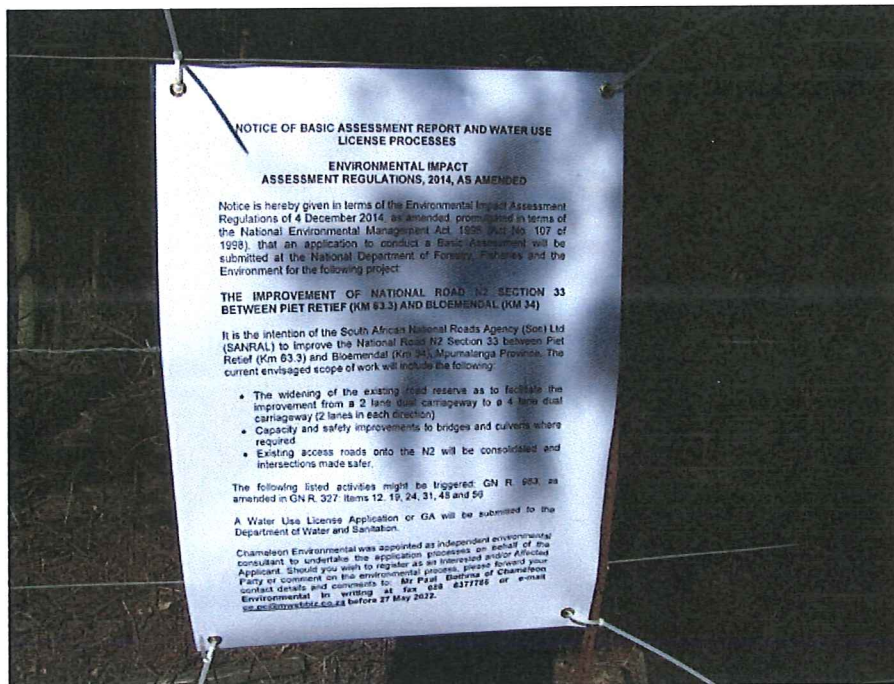 NOTICE OF BASIC ASSESSMENT REPORT AND WATER USE
LICENSE PROCESSES
ENVIRONMENTAL IMPACT
ASSESSMENT REGULATIONS, 2014, AS AMENDED
Notice is hereby given in terms of the Environmental Impact Assessment
Regulations of 4 December 2014, as amended, promulgated in terms of
the National Environmental Management Act, 1998 (Act No. 107 of
1998), that an application to conduct a Basic Assessment will be
submitted at the National Department of Forestry, Fisheries and the
Environment for the following project:
THE IMPROVEMENT OF NATIONAL ROAD N2 SECTION 33
BETWEEN PIET RETIEF (KM 63.3) AND BLOEMENDAL (KM 34)
It is the intention of the South African National Roads Agency (Soc) Ltd
(SANRAL) to improve the National Road N2 Section 33 between Piet
Retief (Km 63.3) and Bloemendal (Km 34), Mpumalanga Province. The
current envisaged scope of work will include the following:
• The widening of the existing road reserve as to facilitate the
improvement from a 2 lane dual carriageway to a 4 lane dual
carriageway (2 lanes in each direction)
• Capacity and safety improvements to bridges and culverts where
required
• Existing access roads onto the N2 will be consolidated and
intersections made safer.
The following listed activities might be triggered: GN R. 983, as
amended in GN R. 327: Items 12, 19, 24, 31, 48 and 56
A Water Use License Application or GA will be submitted to the
Department of Water and Sanitation.
Chameleon Environmental was appointed as independent environmental
consultant to undertake the application processes on behalf of the
Applicant. Should you wish to register as an Interested and/or Affected
Party or comment on the environmental process, please forward your
contact details and comments to: Mr Paul Bothma of Chameleon
Environmental in writing at fax 086 6377786 or e-mail
before 27 May 2022.